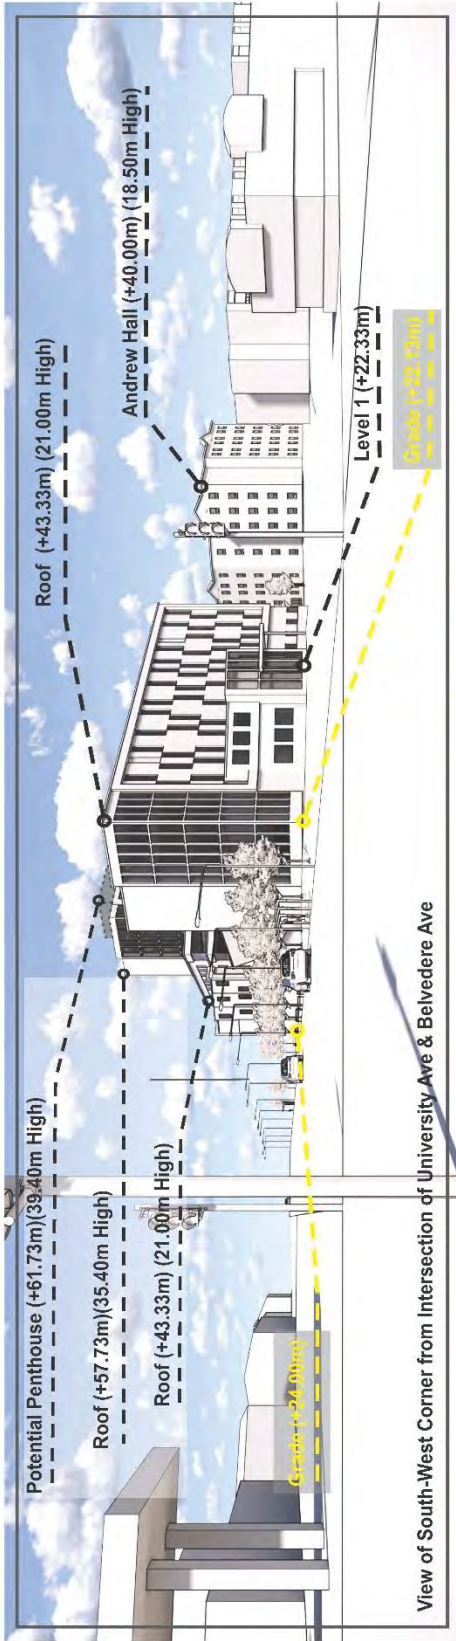 Potential Penthouse (+61.73m)(39.40m High)
Roof (+57.73m)(35.40m High)
Roof (+43.33m) (21.00m High)
Roof (+43.33m) (21.00m High)
Andrew Hall (+40.00m) (18.50m High)
Level 1 (+22.33m)
Grade (+22.13m)
Grade (+24.00m)
View of South-West Corner from Intersection of University Ave & Belvedere Ave